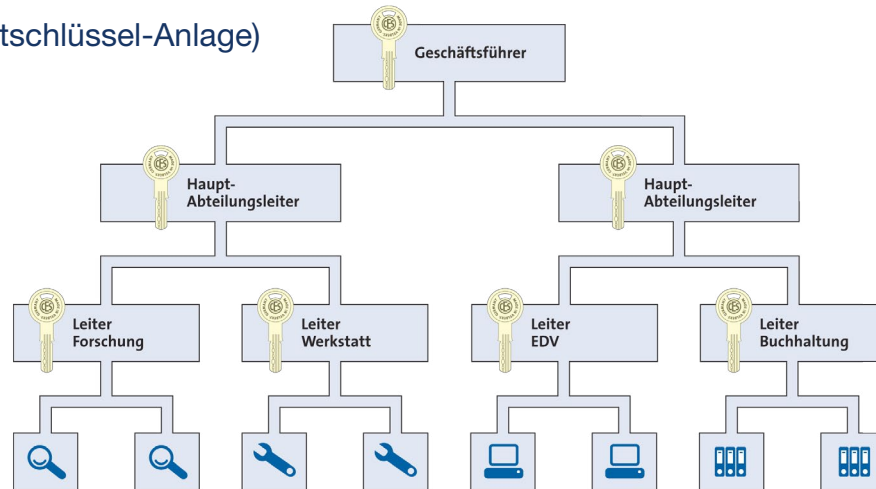 tschlüssel-Anlage)
Geschäftsführer
Haupt-
Abteilungsleiter
Haupt-
Abteilungsleiter
Leiter
Forschung
Leiter
Werkstatt
Leiter
EDV
Leiter
Buchhaltung